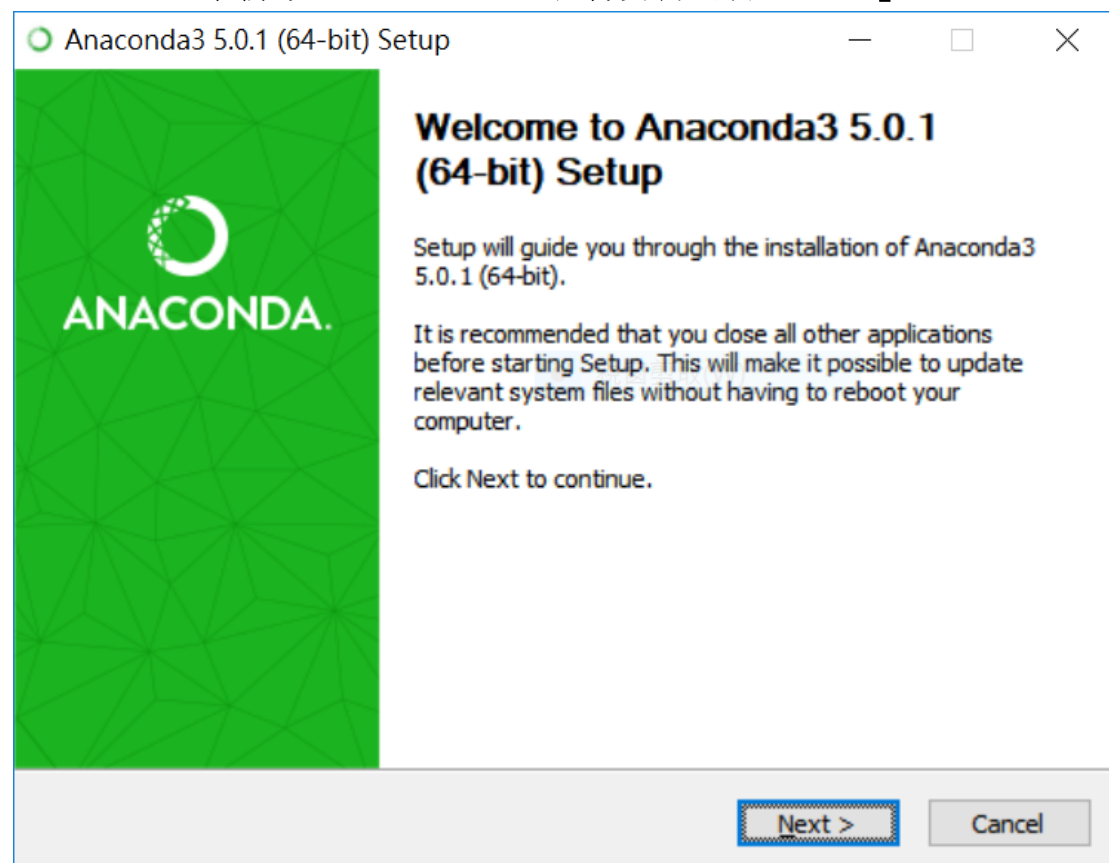 Anaconda3 5.0.1 (64-bit) Setup
ANACONDA.
Welcome to Anaconda3 5.0.1
(64-bit) Setup
Setup will guide you through the installation of Anaconda3
5.0.1 (64-bit).
It is recommended that you close all other applications
before starting Setup. This will make it possible to update
relevant system files without having to reboot your
computer.
Click Next to continue.
Next >
Cancel